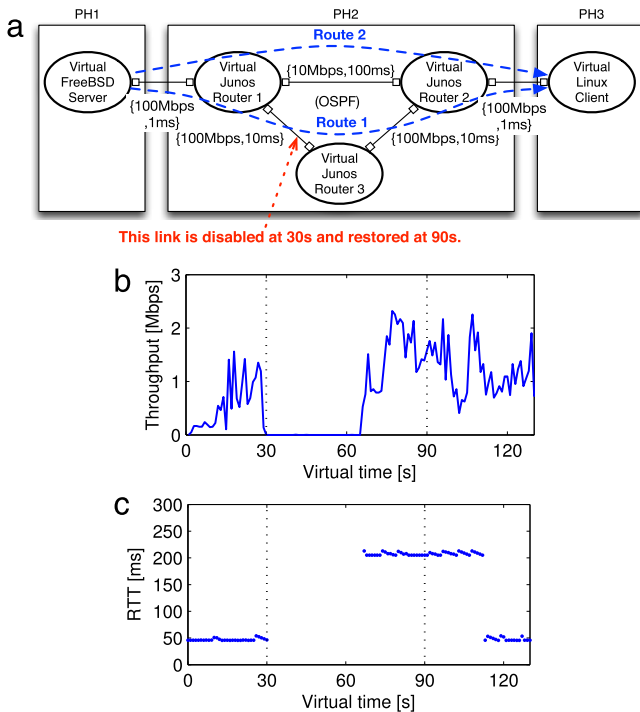 a
PH1
PH2
PH3
Route 2
Virtual
FreeBSD
Server
Virtual
Junos
Router 1
{10Mbps,100ms}
Virtual
Junos
Router 2
Virtual
Linux
Client
(OSPF)
{100Mbps
,1ms}
Route 1
{100Mbps
,1ms}
{100Mbps,10ms}
{100Mbps,10ms}
Virtual
Junos
Router 3
This link is disabled at 30s and restored at 90s.
b
Throughput [Mbps]
3
2
1
0
0
30
60
90
120
Virtual time [s]
c
RTT [ms]
300
250
200
150
100
50
0
0
30
60
90
120
Virtual time [s]